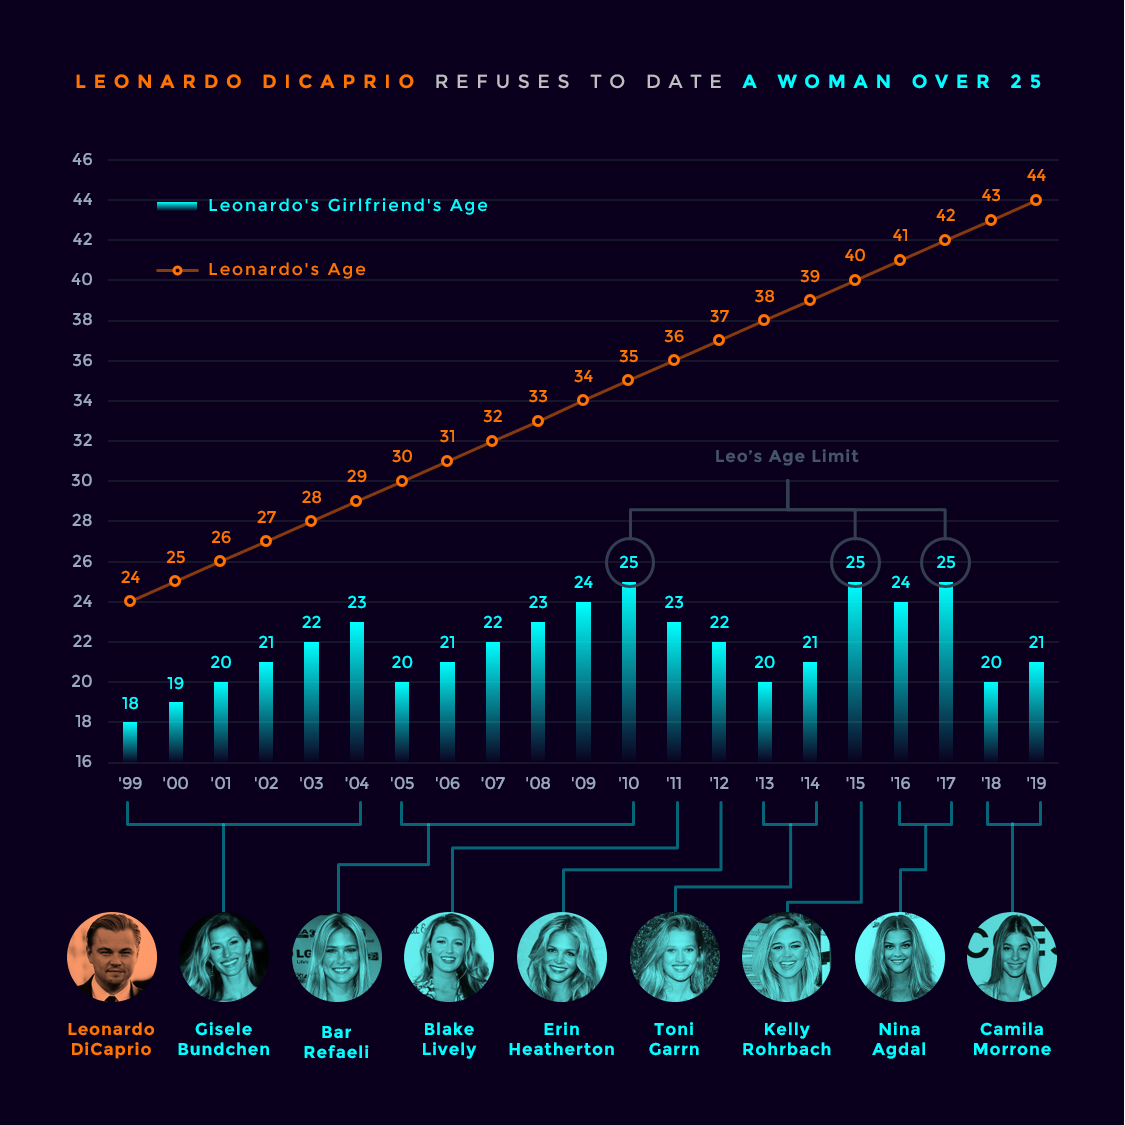 LEONARDO DICAPRIO REFUSES TO DATE A WOMAN OVER 25
46
44
42
40
38
36
34
32
30
28
26
24
22
20
18
16
Leonardo's Girlfriend's Age
Leonardo's Age
24 25 26 27 28 29 30 31 32 33 34 35 36 37 38 39 40 41 42 43 44
Leo's Age Limit
18 19 20 21 22 23 20 21 22 23 24 25 23 22 20 21 25 24 25 20 21
'99 '00 '01 '02 '03 '04 '05 '06 '07 '08 '09 '10 '11 '12 '13 '14 '15 '16 '17 '18 '19
Leonardo
DiCaprio
Gisele
Bundchen
Bar
Refaeli
Blake
Lively
Erin
Heatherton
Toni
Garrn
Kelly
Rohrbach
Nina
Agdal
Camila
Morrone